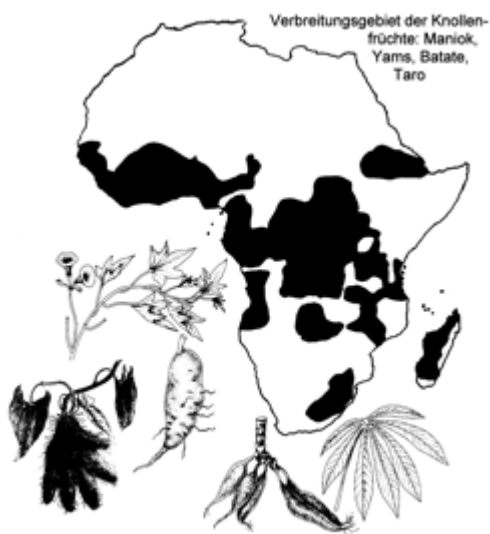 Verbreitungsgebiet der Knollen-
früchte: Maniok,
Yams, Batate,
Taro